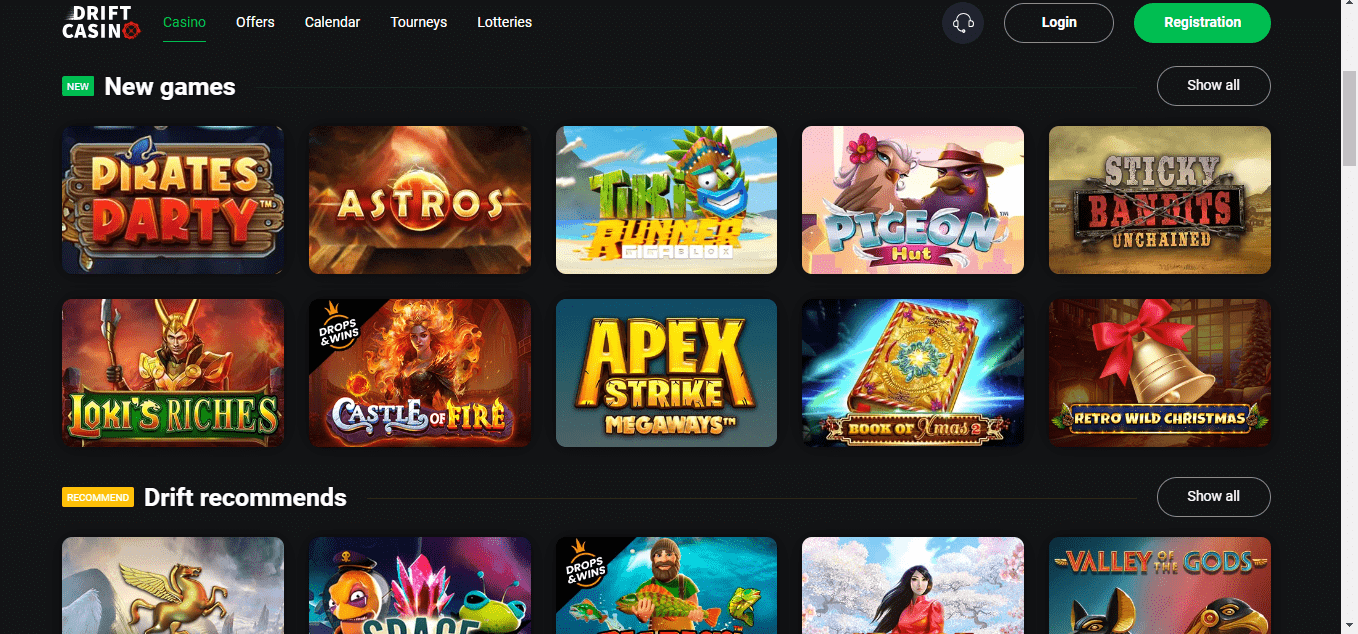 DRIFT
CASINO
Casino
Offers
Calendar
Tourneys
Lotteries
Login
Registration
NEW
New games
Show all
PIRATES
PARTY™
ASTROS
TIKI
RUNNER
GIGABLOX
PIGEON™
Hut
STICKY
BANDITS
UNCHAINED
LOKI'S RICHES
DROPS
&WINS
CASTLE OF FIRE
APEX
STRIKE
MEGAWAYS™
BOOK OF Xmas 2
RETRO WILD CHRISTMAS
RECOMMEND
Drift recommends
Show all
SPACE
DROPS
&WINS
VALLEY OF THE GODS